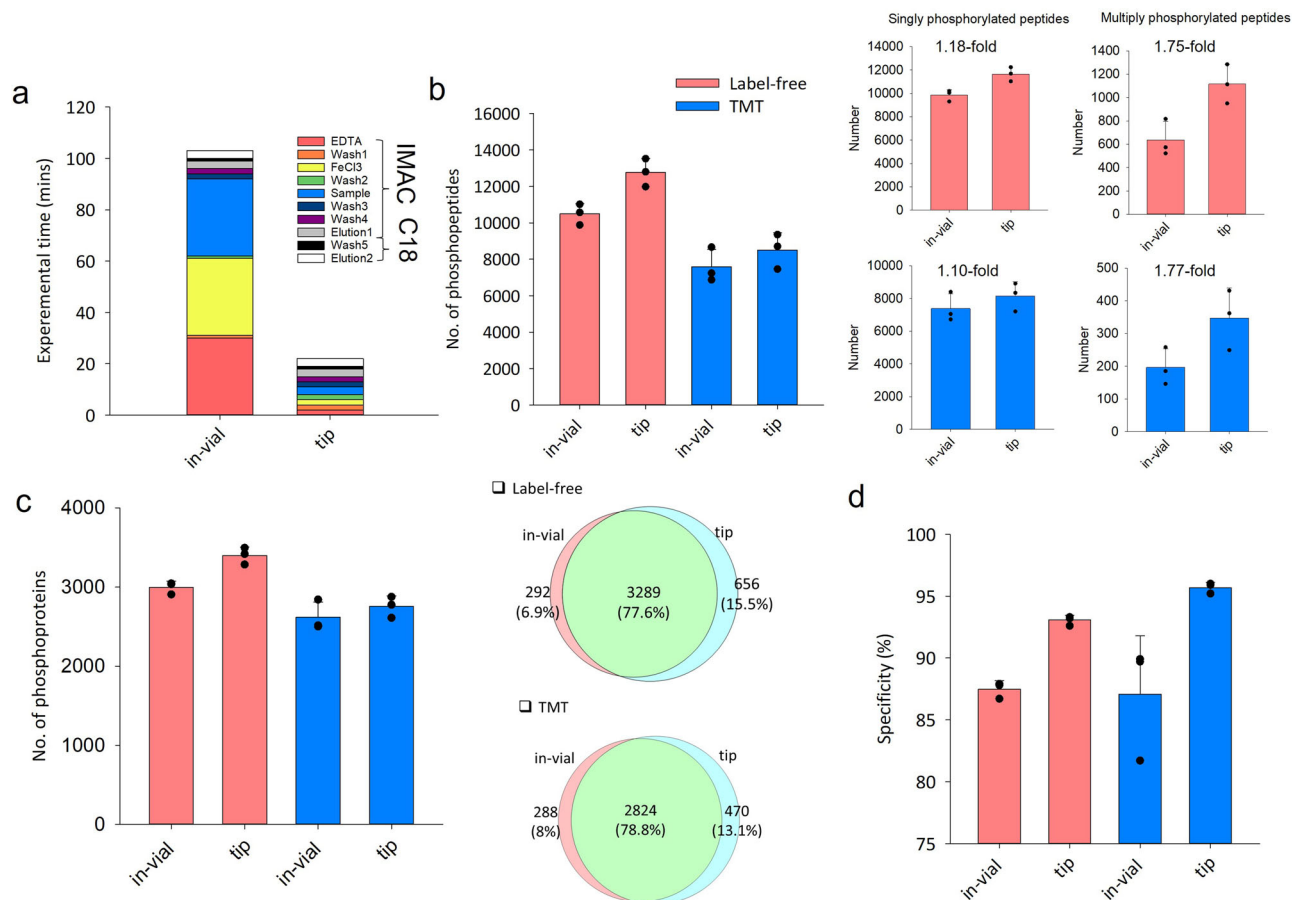 a
Experemental time (mins)
120
100
80
60
40
20
0
in-vial
tip
EDTA
Wash1
FeCl3
Wash2
Sample
Wash3
Wash4
Elution1
Wash5
Elution2
IMAC
C18
b
Label-free
TMT
No. of phosphopeptides
16000
14000
12000
10000
8000
6000
4000
2000
0
in-vial
tip
in-vial
tip
Singly phosphorylated peptides
1.18-fold
Number
14000
12000
10000
8000
6000
4000
2000
0
in-vial
tip
Multiply phosphorylated peptides
1.75-fold
Number
1400
1200
1000
800
600
400
200
0
in-vial
tip
1.10-fold
Number
10000
8000
6000
4000
2000
0
in-vial
tip
1.77-fold
Number
500
400
300
200
100
0
in-vial
tip
c
No. of phosphoproteins
4000
3000
2000
1000
0
in-vial
tip
in-vial
tip
❑ Label-free
in-vial
tip
292
(6.9%)
3289
(77.6%)
656
(15.5%)
❑ TMT
in-vial
tip
288
(8%)
2824
(78.8%)
470
(13.1%)
d
Specificity (%)
100
95
90
85
80
75
in-vial
tip
in-vial
tip